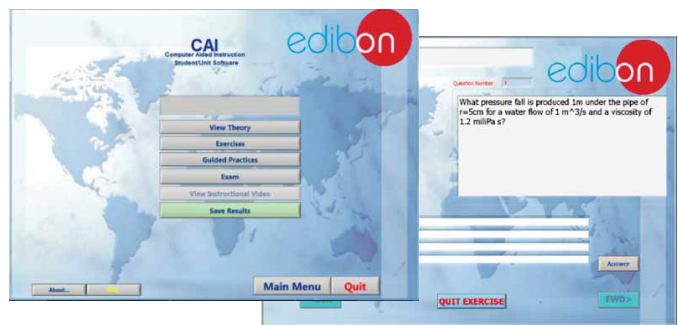 CAI
Computer Aided Instruction
Student/Unit Software
edibon
View Theory
Exercises
Guided Practices
Exam
View Instructional Video
Save Results
About...
Main Menu
Quit
edibon
Question Number 1
What pressure fall is produced 1m under the pipe of
r=5cm for a water flow of 1 m^3/s and a viscosity of
1.2 miliPa s?
Answer
QUIT EXERCISE
FWD>